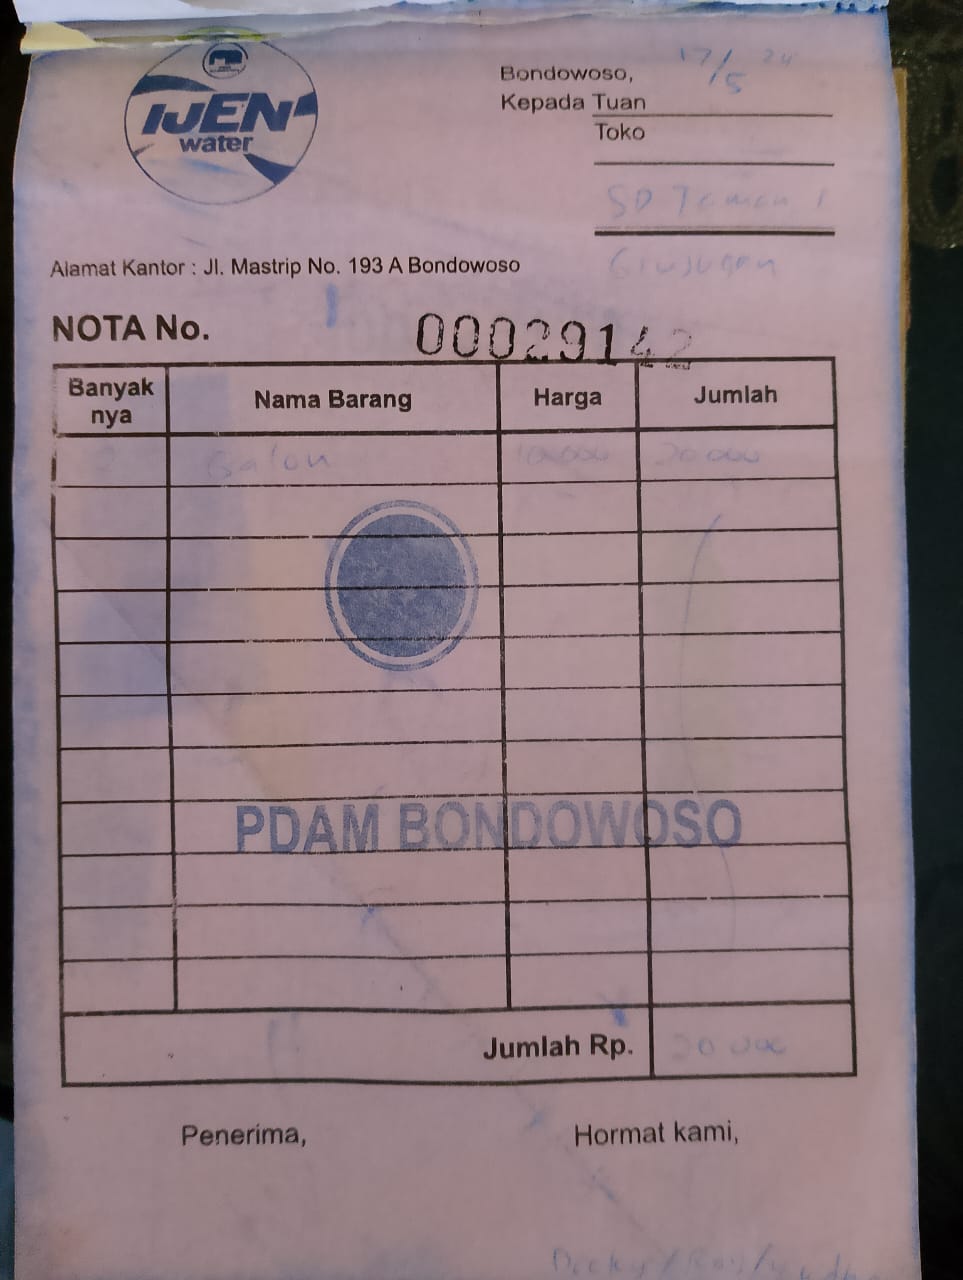 IJEN
water
Bondowoso, 17/5 24
Kepada Tuan
Toko
SD Taman 1
Grujugan
Alamat Kantor : Jl. Mastrip No. 193 A Bondowoso
NOTA No. 00029142
Banyak nya Nama Barang Harga Jumlah
2 Galon 10.000 20.000
PDAM BONDOWOSO
Jumlah Rp. 20.000
Penerima, Hormat kami,